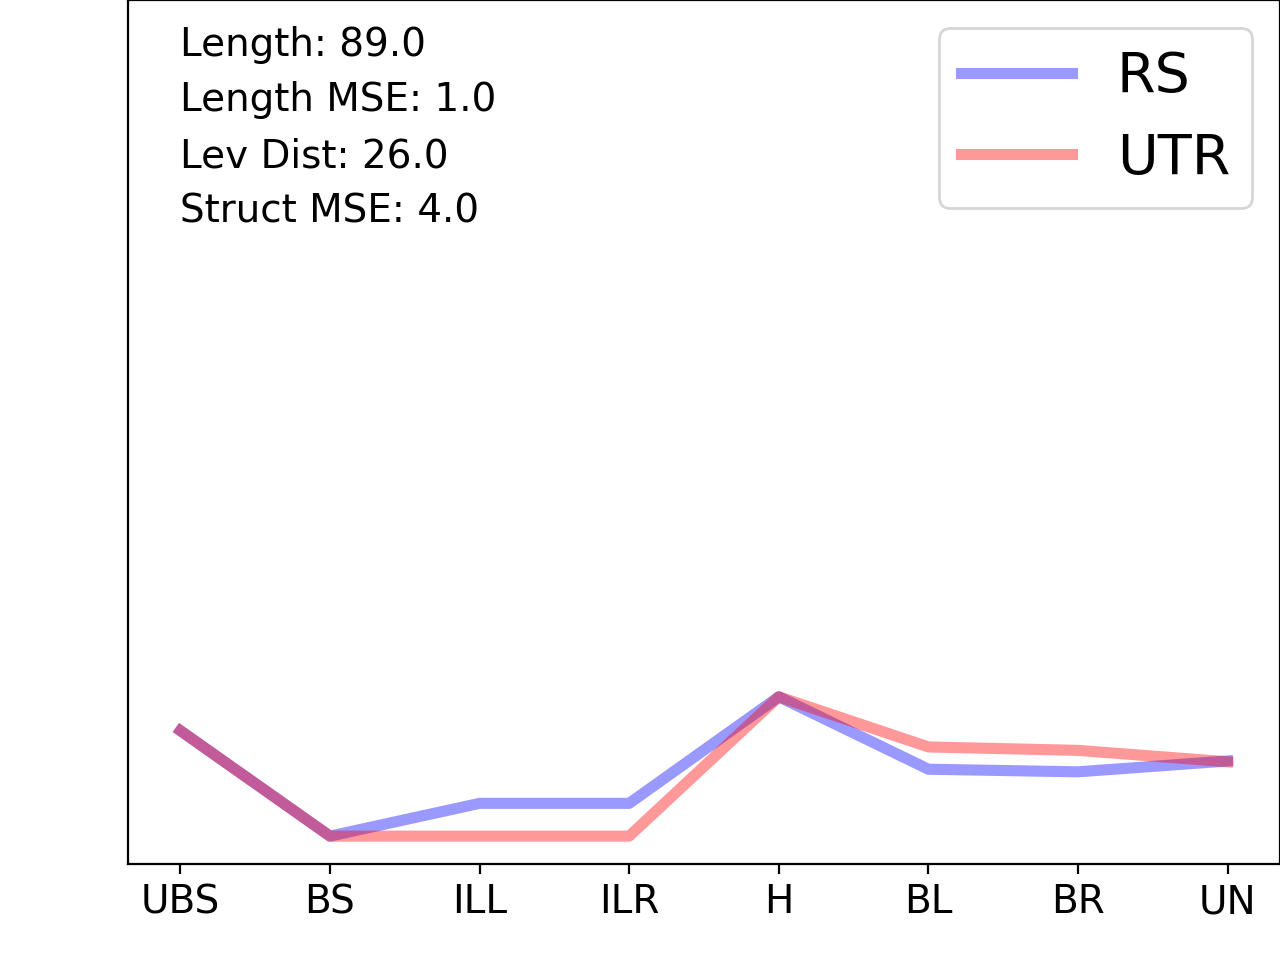 Length: 89.0
Length MSE: 1.0
Lev Dist: 26.0
Struct MSE: 4.0
RS
UTR
UBS BS ILL ILR H BL BR UN